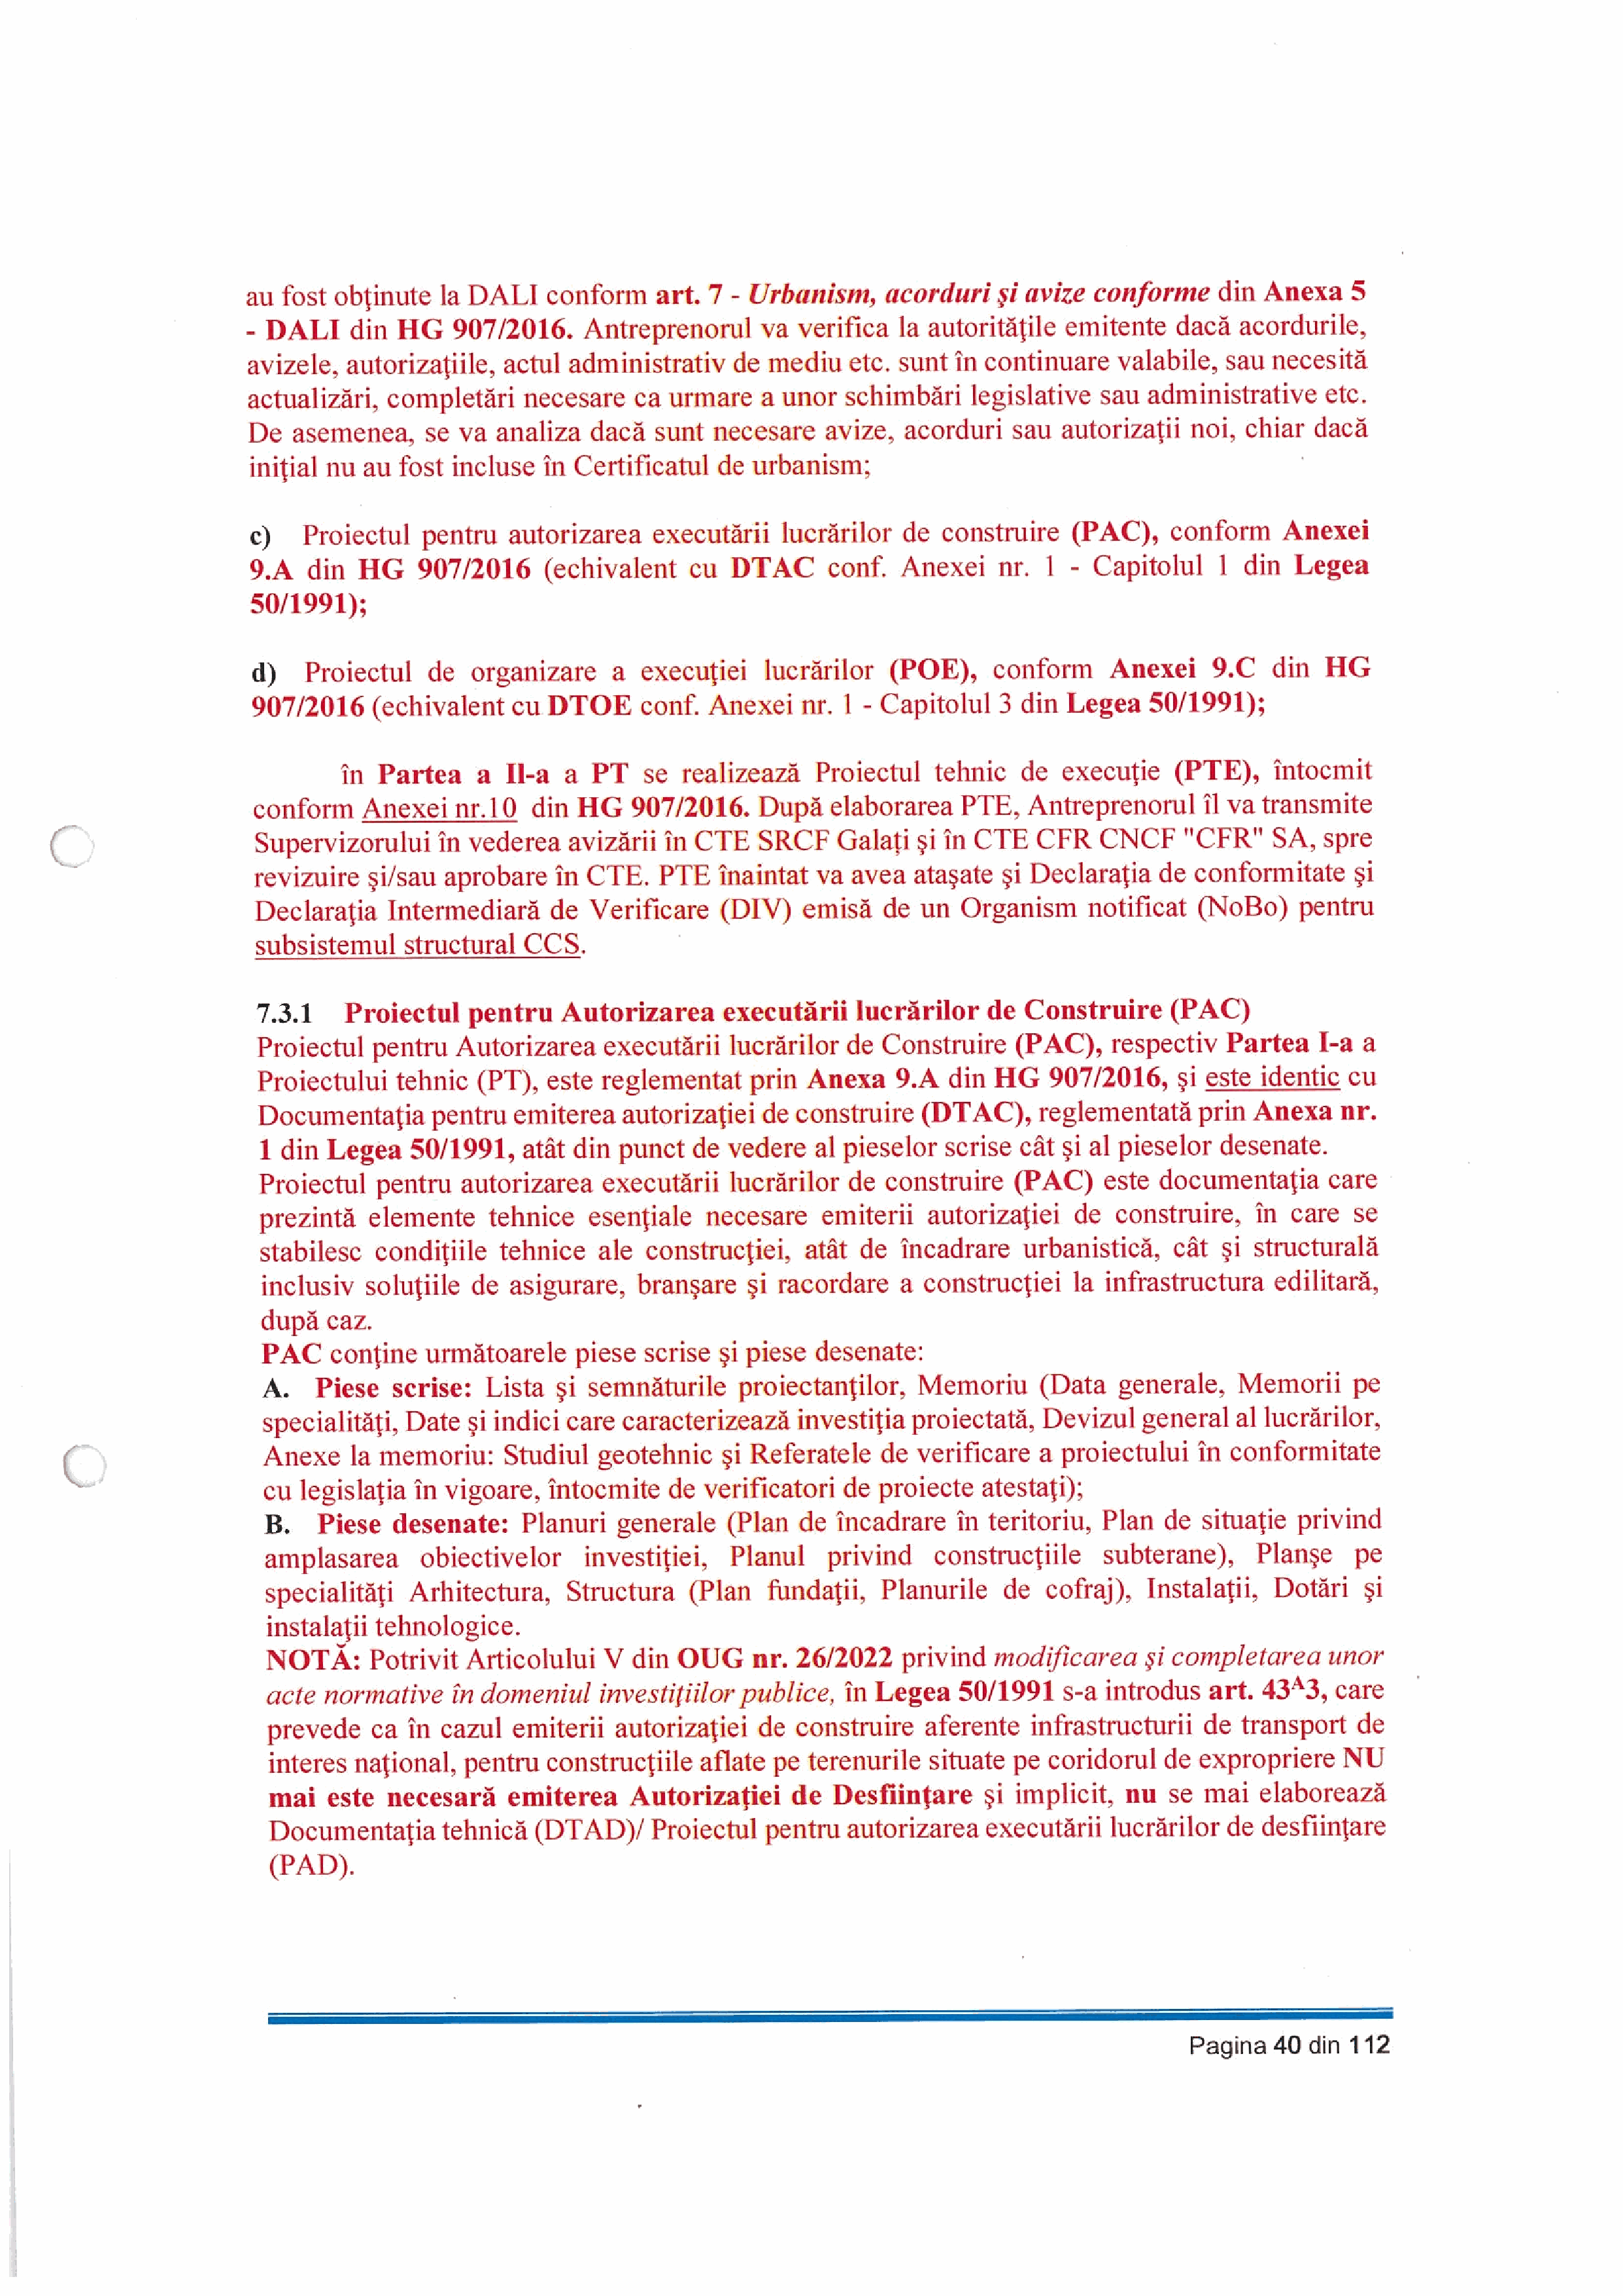 au fost obţinute la DALI conform art. 7 - Urbanism, acorduri şi avize conforme din Anexa 5
- DALI din HG 907/2016. Antreprenorul va verifica la autorităţile emitente dacă acordurile,
avizele, autorizaţiile, actul administrativ de mediu etc. sunt în continuare valabile, sau necesită
actualizări, completări necesare ca urmare a unor schimbări legislative sau administrative etc.
De asemenea, se va analiza dacă sunt necesare avize, acorduri sau autorizaţii noi, chiar dacă
iniţial nu au fost incluse în Certificatul de urbanism;
c) Proiectul pentru autorizarea executării lucrărilor de construire (PAC), conform Anexei
9.A din HG 907/2016 (echivalent cu DTAC conf. Anexei nr. 1 - Capitolul 1 din Legea
50/1991);
d) Proiectul de organizare a execuţiei lucrărilor (POE), conform Anexei 9.C din HG
907/2016 (echivalent cu DTOE conf. Anexei nr. 1 - Capitolul 3 din Legea 50/1991);
în Partea a II-a a PT se realizează Proiectul tehnic de execuţie (PTE), întocmit
conform Anexei nr.10 din HG 907/2016. După elaborarea PTE, Antreprenorul îl va transmite
Supervizorului în vederea avizării în CTE SRCF Galaţi şi în CTE CFR CNCF "CFR" SA, spre
revizuire şi/sau aprobare în CTE. PTE înaintat va avea ataşate şi Declaraţia de conformitate şi
Declaraţia Intermediară de Verificare (DIV) emisă de un Organism notificat (NoBo) pentru
subsistemul structural CCS.
7.3.1 Proiectul pentru Autorizarea executării lucrărilor de Construire (PAC)
Proiectul pentru Autorizarea executării lucrărilor de Construire (PAC), respectiv Partea I-a a
Proiectului tehnic (PT), este reglementat prin Anexa 9.A din HG 907/2016, şi este identic cu
Documentaţia pentru emiterea autorizaţiei de construire (DTAC), reglementată prin Anexa nr.
1 din Legea 50/1991, atât din punct de vedere al pieselor scrise cât şi al pieselor desenate.
Proiectul pentru autorizarea executării lucrărilor de construire (PAC) este documentaţia care
prezintă elemente tehnice esenţiale necesare emiterii autorizaţiei de construire, în care se
stabilesc condiţiile tehnice ale construcţiei, atât de încadrare urbanistică, cât şi structurală
inclusiv soluţiile de asigurare, branşare şi racordare a construcţiei la infrastructura edilitară,
după caz.
PAC conţine următoarele piese scrise şi piese desenate:
A. Piese scrise: Lista şi semnăturile proiectanţilor, Memoriu (Data generale, Memorii pe
specialităţi, Date şi indici care caracterizează investiţia proiectată, Devizul general al lucrărilor,
Anexe la memoriu: Studiul geotehnic şi Referatele de verificare a proiectului în conformitate
cu legislaţia în vigoare, întocmite de verificatori de proiecte atestaţi);
B. Piese desenate: Planuri generale (Plan de încadrare în teritoriu, Plan de situaţie privind
amplasarea obiectivelor investiţiei, Planul privind construcţiile subterane), Planşe pe
specialităţi Arhitectura, Structura (Plan fundaţii, Planurile de cofraj), Instalaţii, Dotări şi
instalaţii tehnologice.
NOTĂ: Potrivit Articolului V din OUG nr. 26/2022 privind modificarea şi completarea unor
acte normative în domeniul investiţiilor publice, în Legea 50/1991 s-a introdus art. 43^3, care
prevede ca în cazul emiterii autorizaţiei de construire aferente infrastructurii de transport de
interes naţional, pentru construcţiile aflate pe terenurile situate pe coridorul de expropriere NU
mai este necesară emiterea Autorizaţiei de Desfiinţare şi implicit, nu se mai elaborează
Documentaţia tehnică (DTAD)/ Proiectul pentru autorizarea executării lucrărilor de desfiinţare
(PAD).
Pagina 40 din 112